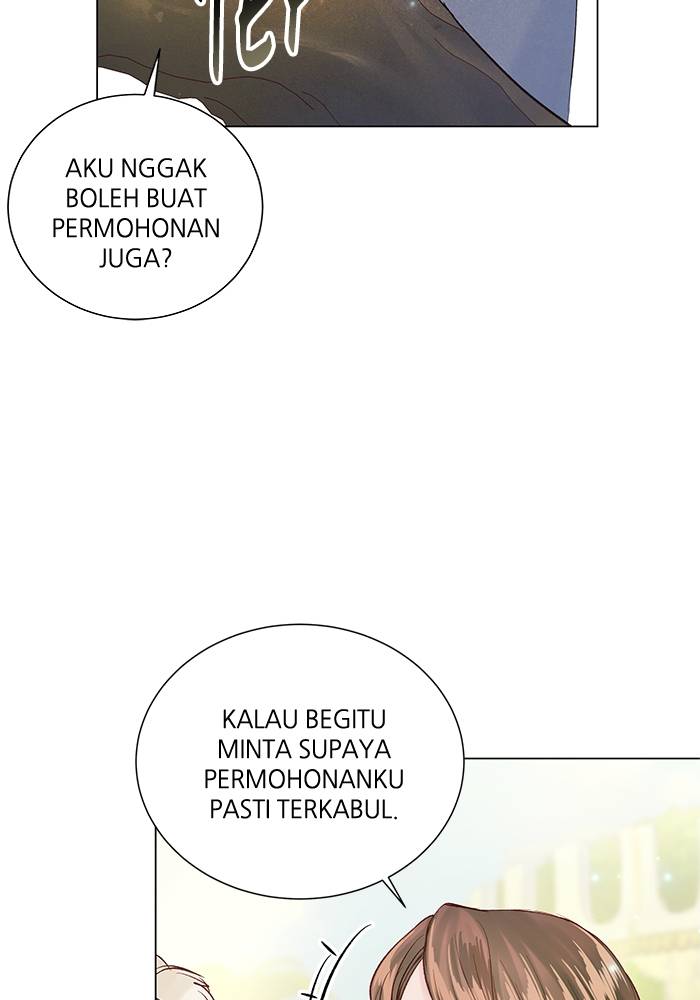 AKU NGGAK
BOLEH BUAT
PERMOHONAN
JUGA?
KALAU BEGITU
MINTA SUPAYA
PERMOHONANKU
PASTI TERKABUL.